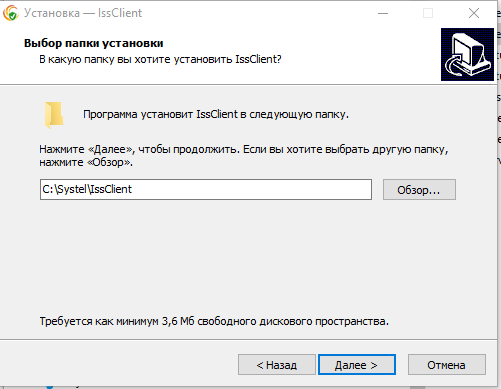 Установка — IssClient
Выбор папки установки
В какую папку вы хотите установить IssClient?
Программа установит IssClient в следующую папку.
Нажмите «Далее», чтобы продолжить. Если вы хотите выбрать другую папку,
нажмите «Обзор».
C:\Systel\IssClient
Обзор...
Требуется как минимум 3,6 Мб свободного дискового пространства.
< Назад
Далее >
Отмена